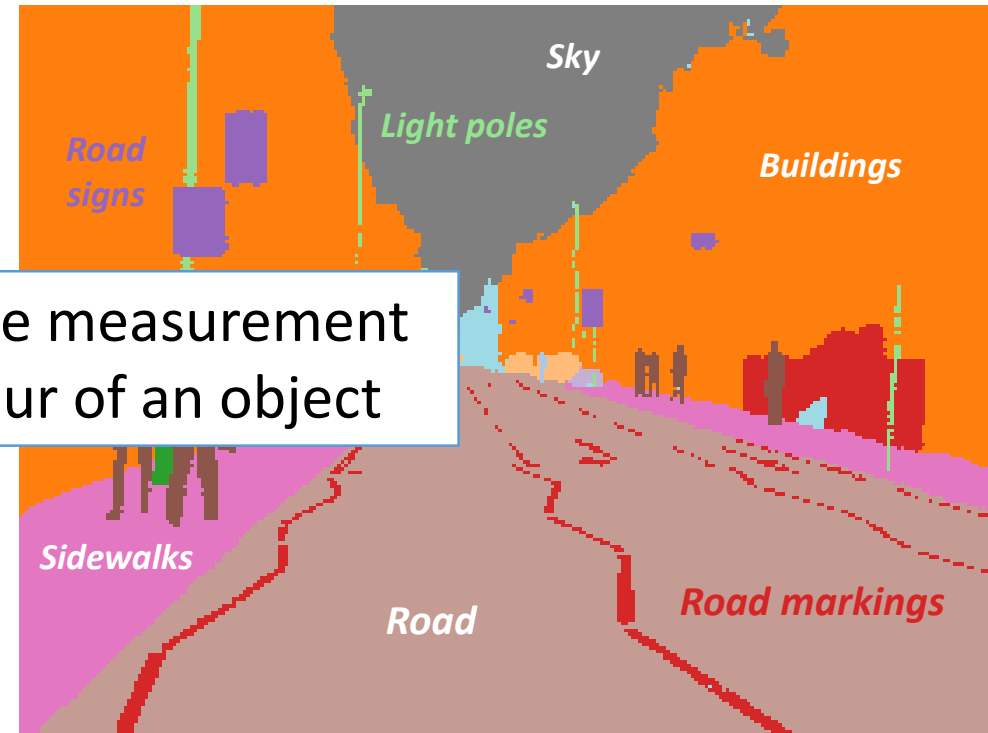 Sky
Light poles
Road
signs
Buildings
e measurement
ur of an object
Sidewalks
Road
Road markings